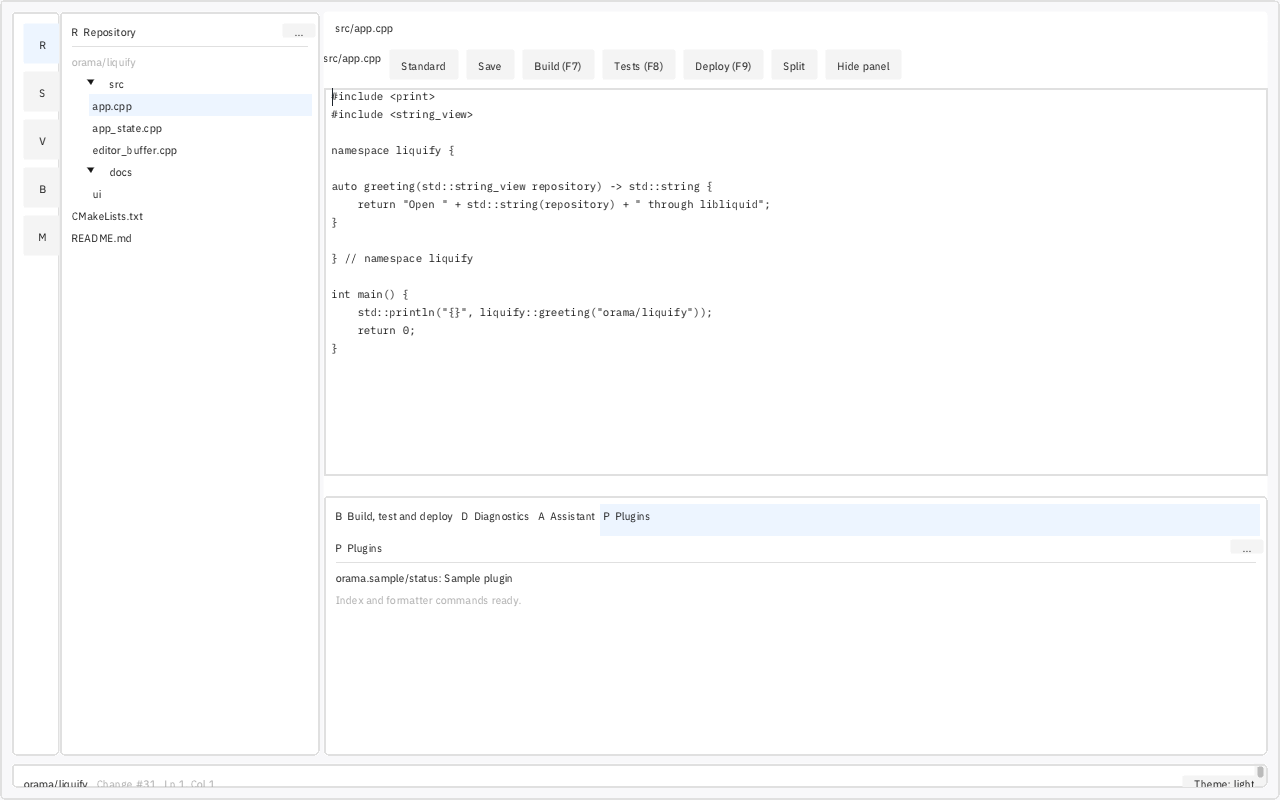 R
S
V
B
M
R Repository
...
orama/liquify
src
app.cpp
app_state.cpp
editor_buffer.cpp
docs
ui
CMakeLists.txt
README.md
src/app.cpp
src/app.cpp Standard Save Build (F7) Tests (F8) Deploy (F9) Split Hide panel
#include <print>
#include <string_view>
namespace liquify {
auto greeting(std::string_view repository) -> std::string {
    return "Open " + std::string(repository) + " through libliquid";
}
} // namespace liquify
int main() {
    std::println("{}", liquify::greeting("orama/liquify"));
    return 0;
}
B Build, test and deploy D Diagnostics A Assistant P Plugins
P Plugins ...
orama.sample/status: Sample plugin
Index and formatter commands ready.
orama/liquify Change #31 Ln 1, Col 1 Theme: light